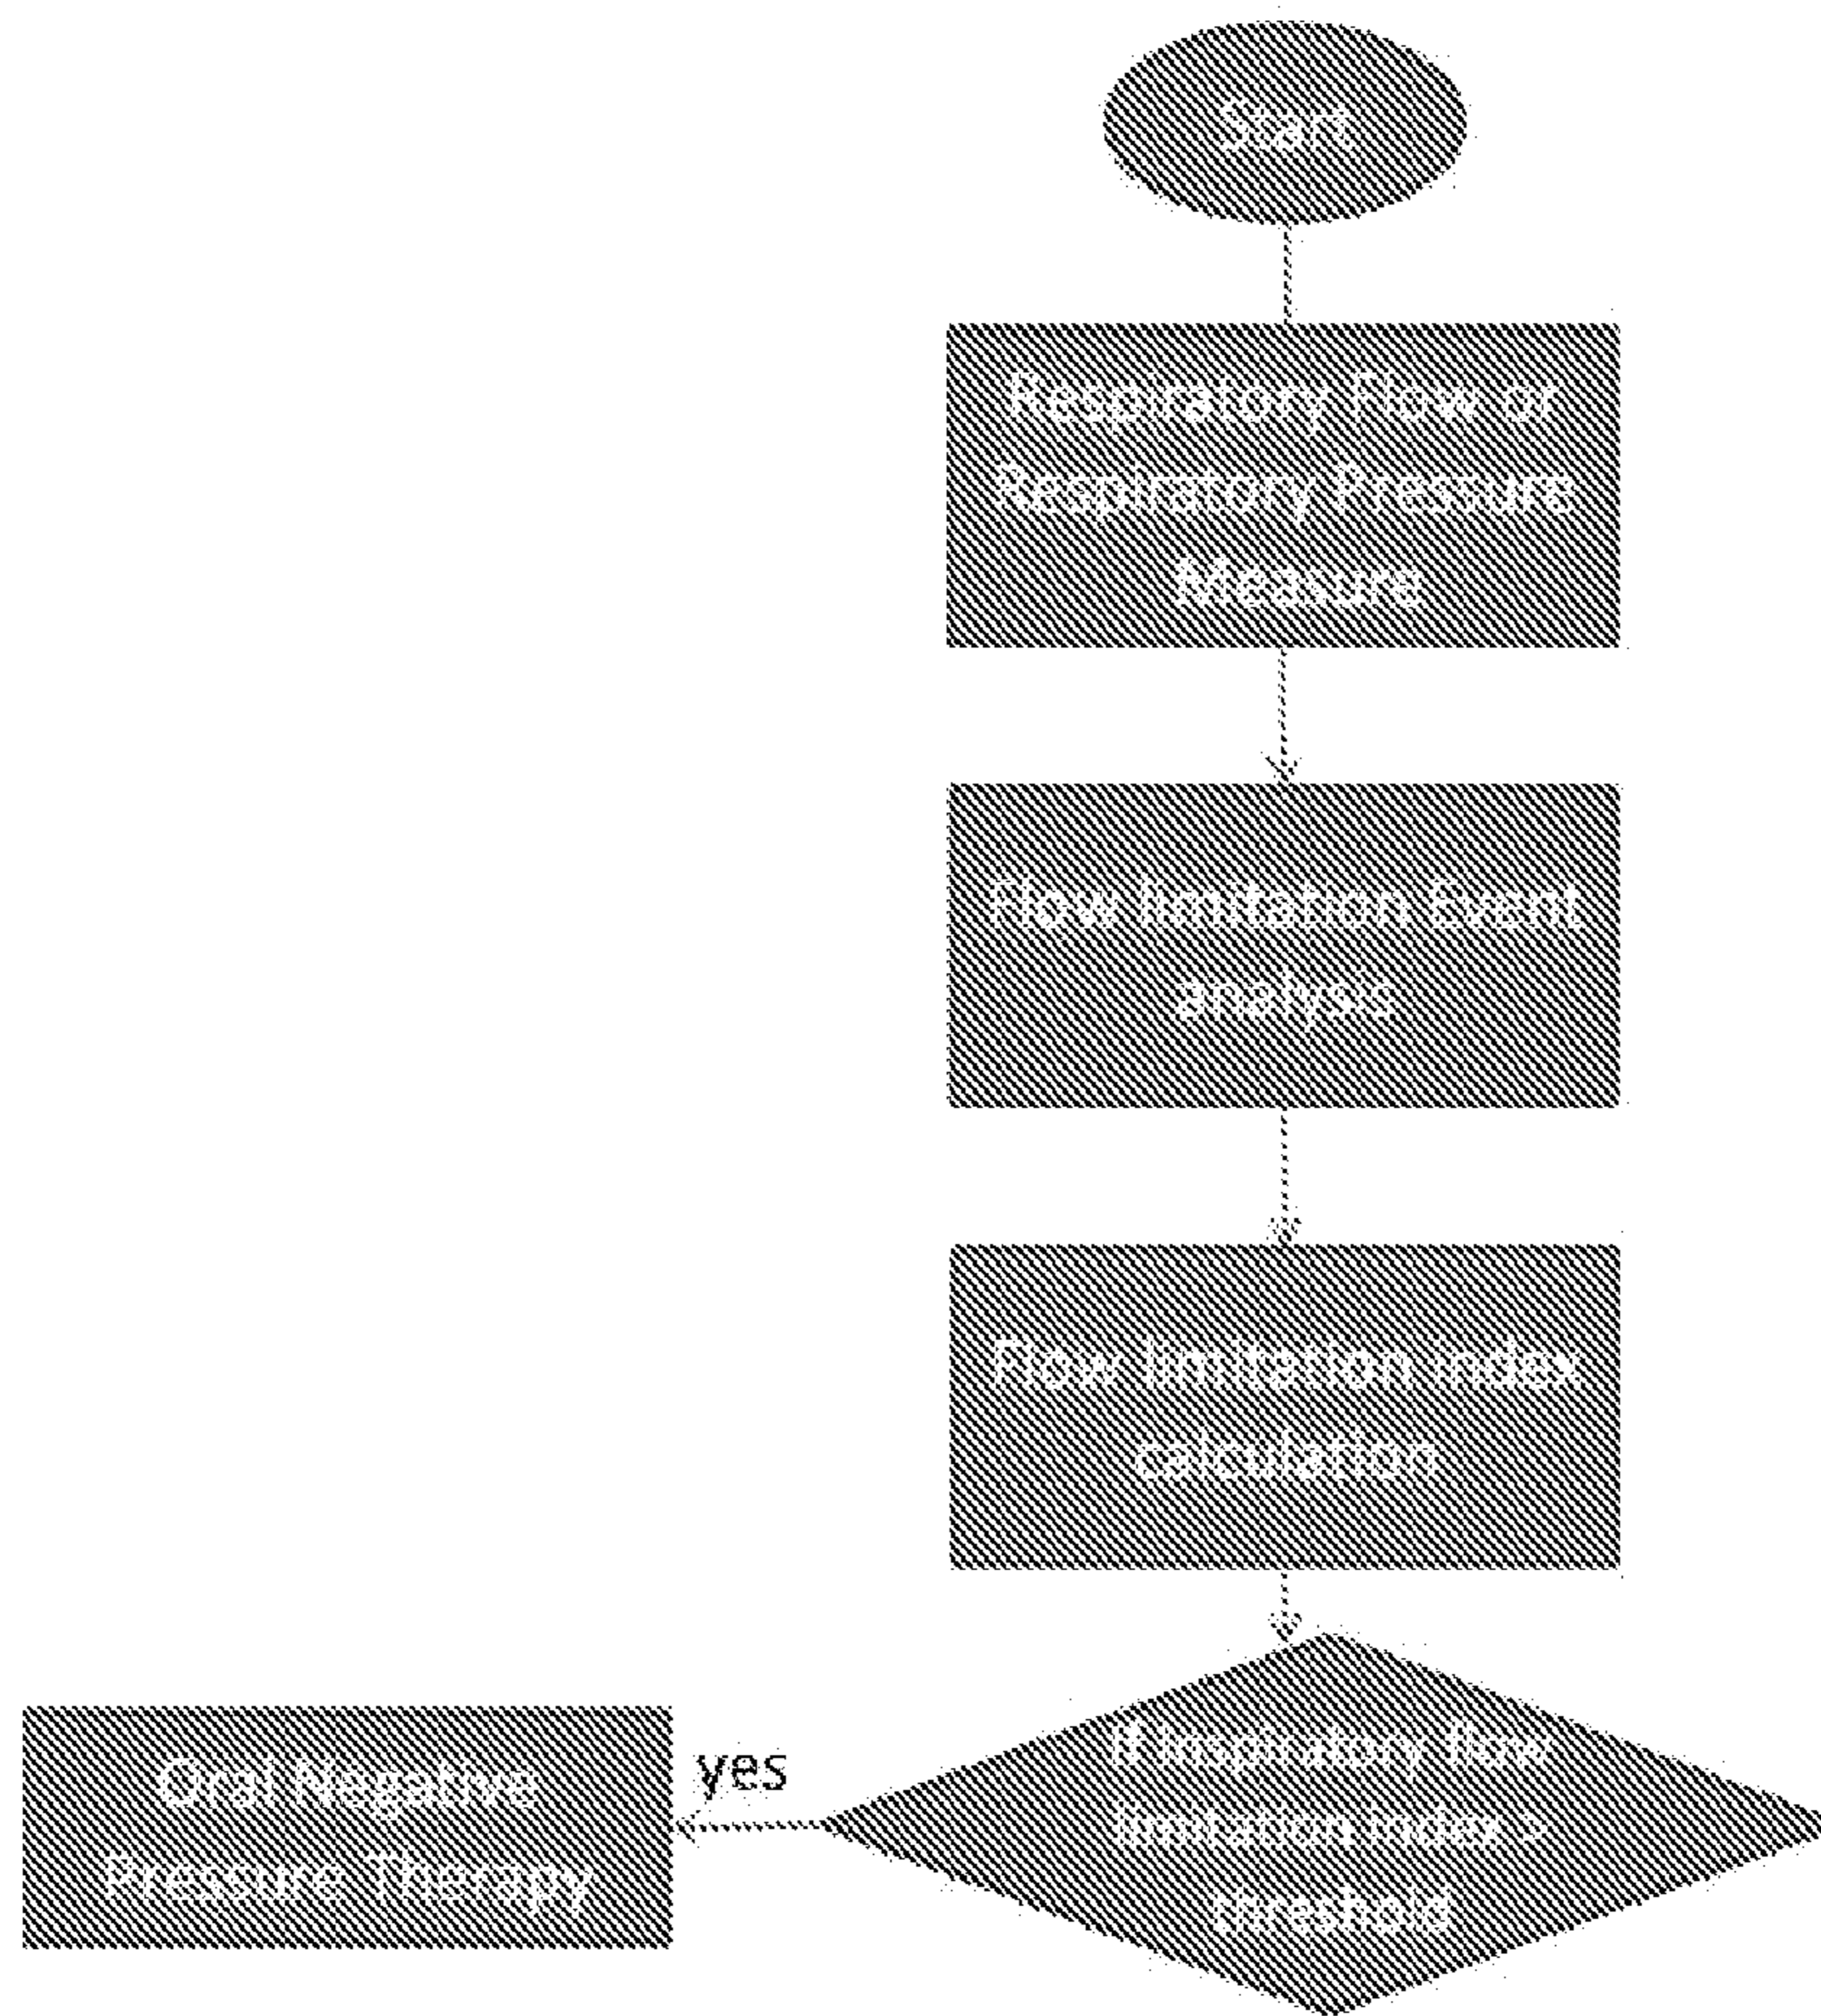 Start
Respiratory Flow or
Respiratory Pressure
Measure
Flow limitation Event
analysis
Flow limitation index
calculation
If Inspiratory flow
limitation index >
threshold
yes
Oral Negative
Pressure Therapy